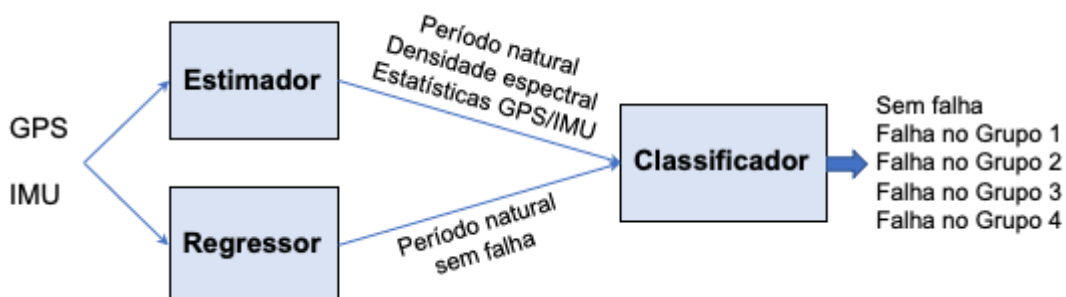 GPS
IMU
Estimador
Regressor
Período natural
Densidade espectral
Estatísticas GPS/IMU
Período natural
sem falha
Classificador
Sem falha
Falha no Grupo 1
Falha no Grupo 2
Falha no Grupo 3
Falha no Grupo 4